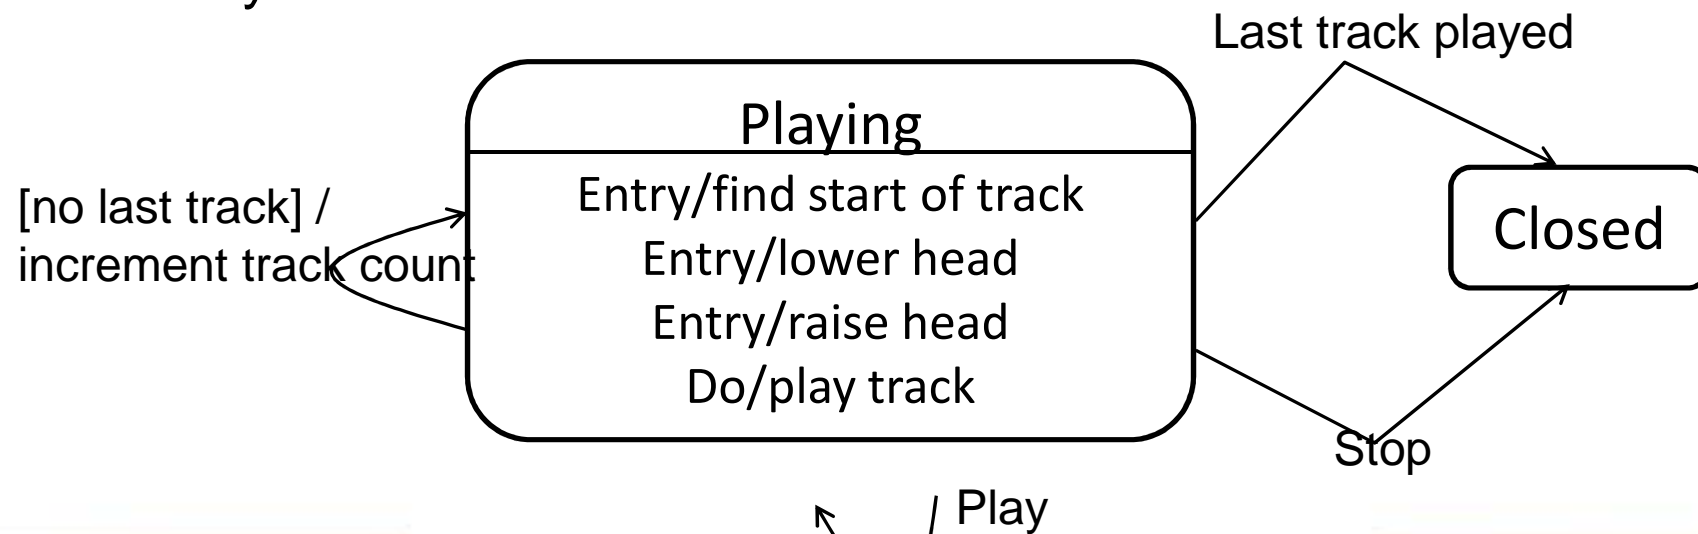 Last track played
Playing
Entry/find start of track
[no last track] /
increment track count
Entry/lower head
Closed
Entry/raise head
Do/play track
Stop
Play